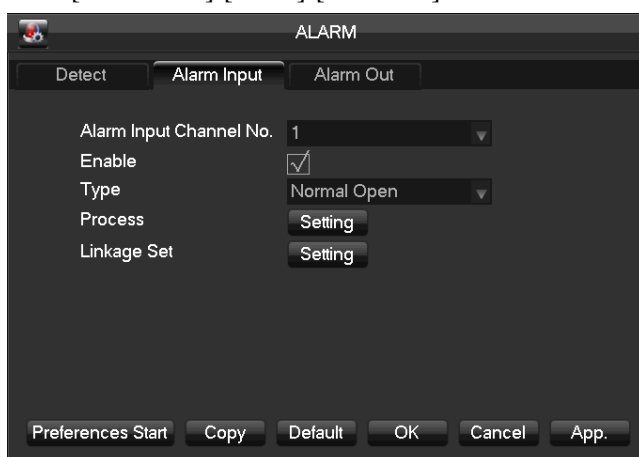 ALARM
Detect Alarm Input Alarm Out
Alarm Input Channel No. 1
Enable
Type Normal Open
Process Setting
Linkage Set Setting
Preferences Start Copy Default OK Cancel App.